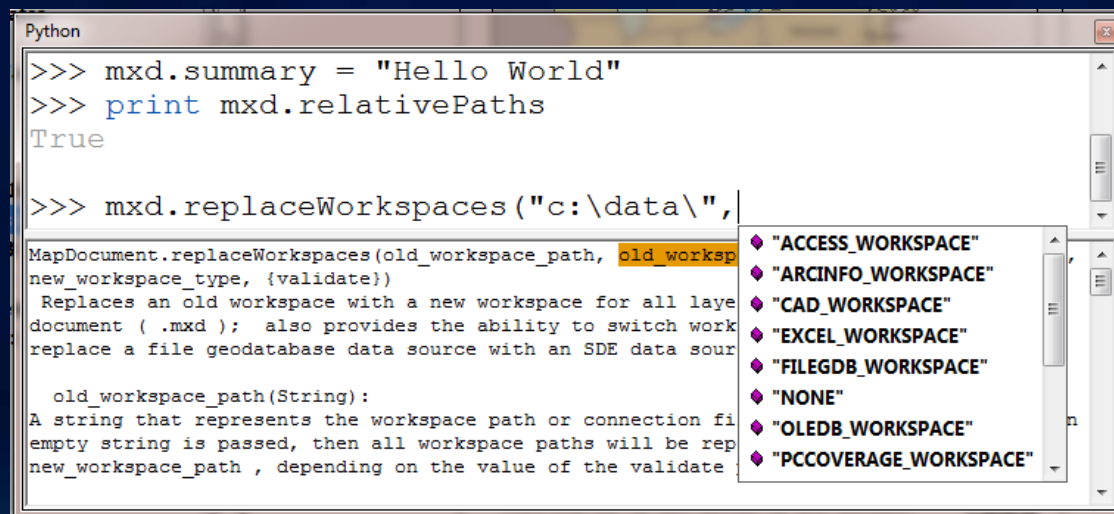 Python
>>> mxd.summary = "Hello World"
>>> print mxd.relativePaths
True
>>> mxd.replaceWorkspaces("c:\data\",
MapDocument.replaceWorkspaces(old_workspace_path, old_worksp ,
new_workspace_type, {validate})
Replaces an old workspace with a new workspace for all laye
document ( .mxd ); also provides the ability to switch work
replace a file geodatabase data source with an SDE data sour
old_workspace_path(String):
A string that represents the workspace path or connection fi n
empty string is passed, then all workspace paths will be rep
new_workspace_path , depending on the value of the validate
"ACCESS_WORKSPACE"
"ARCINFO_WORKSPACE"
"CAD_WORKSPACE"
"EXCEL_WORKSPACE"
"FILEGDB_WORKSPACE"
"NONE"
"OLEDB_WORKSPACE"
"PCCOVERAGE_WORKSPACE"